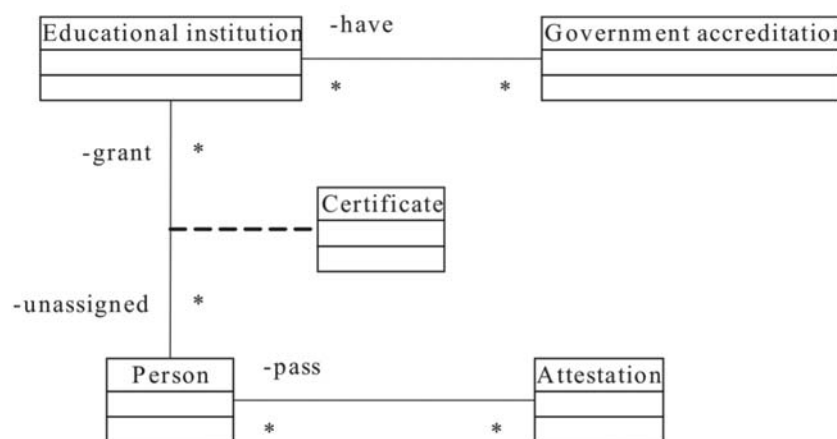 Educational institution
-have
Government accreditation
*
*
-grant
*
Certificate
-unassigned
*
Person
-pass
Attestation
*
*